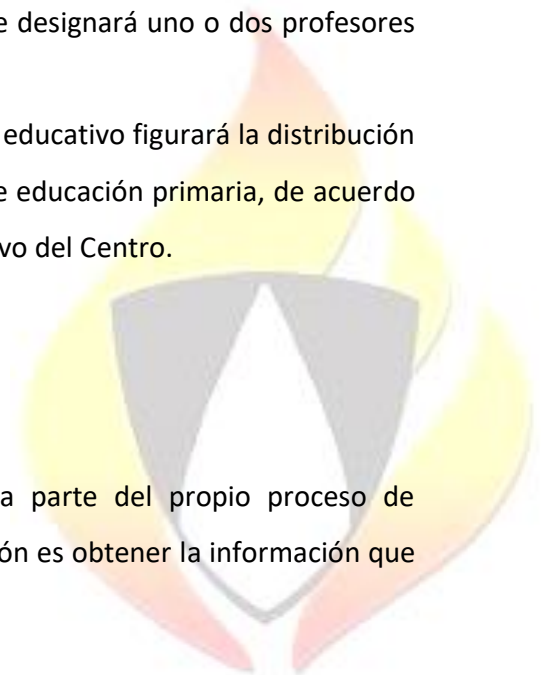 e designará uno o dos profesores
educativo figurará la distribución
e educación primaria, de acuerdo
vo del Centro.
a parte del propio proceso de
ón es obtener la información que